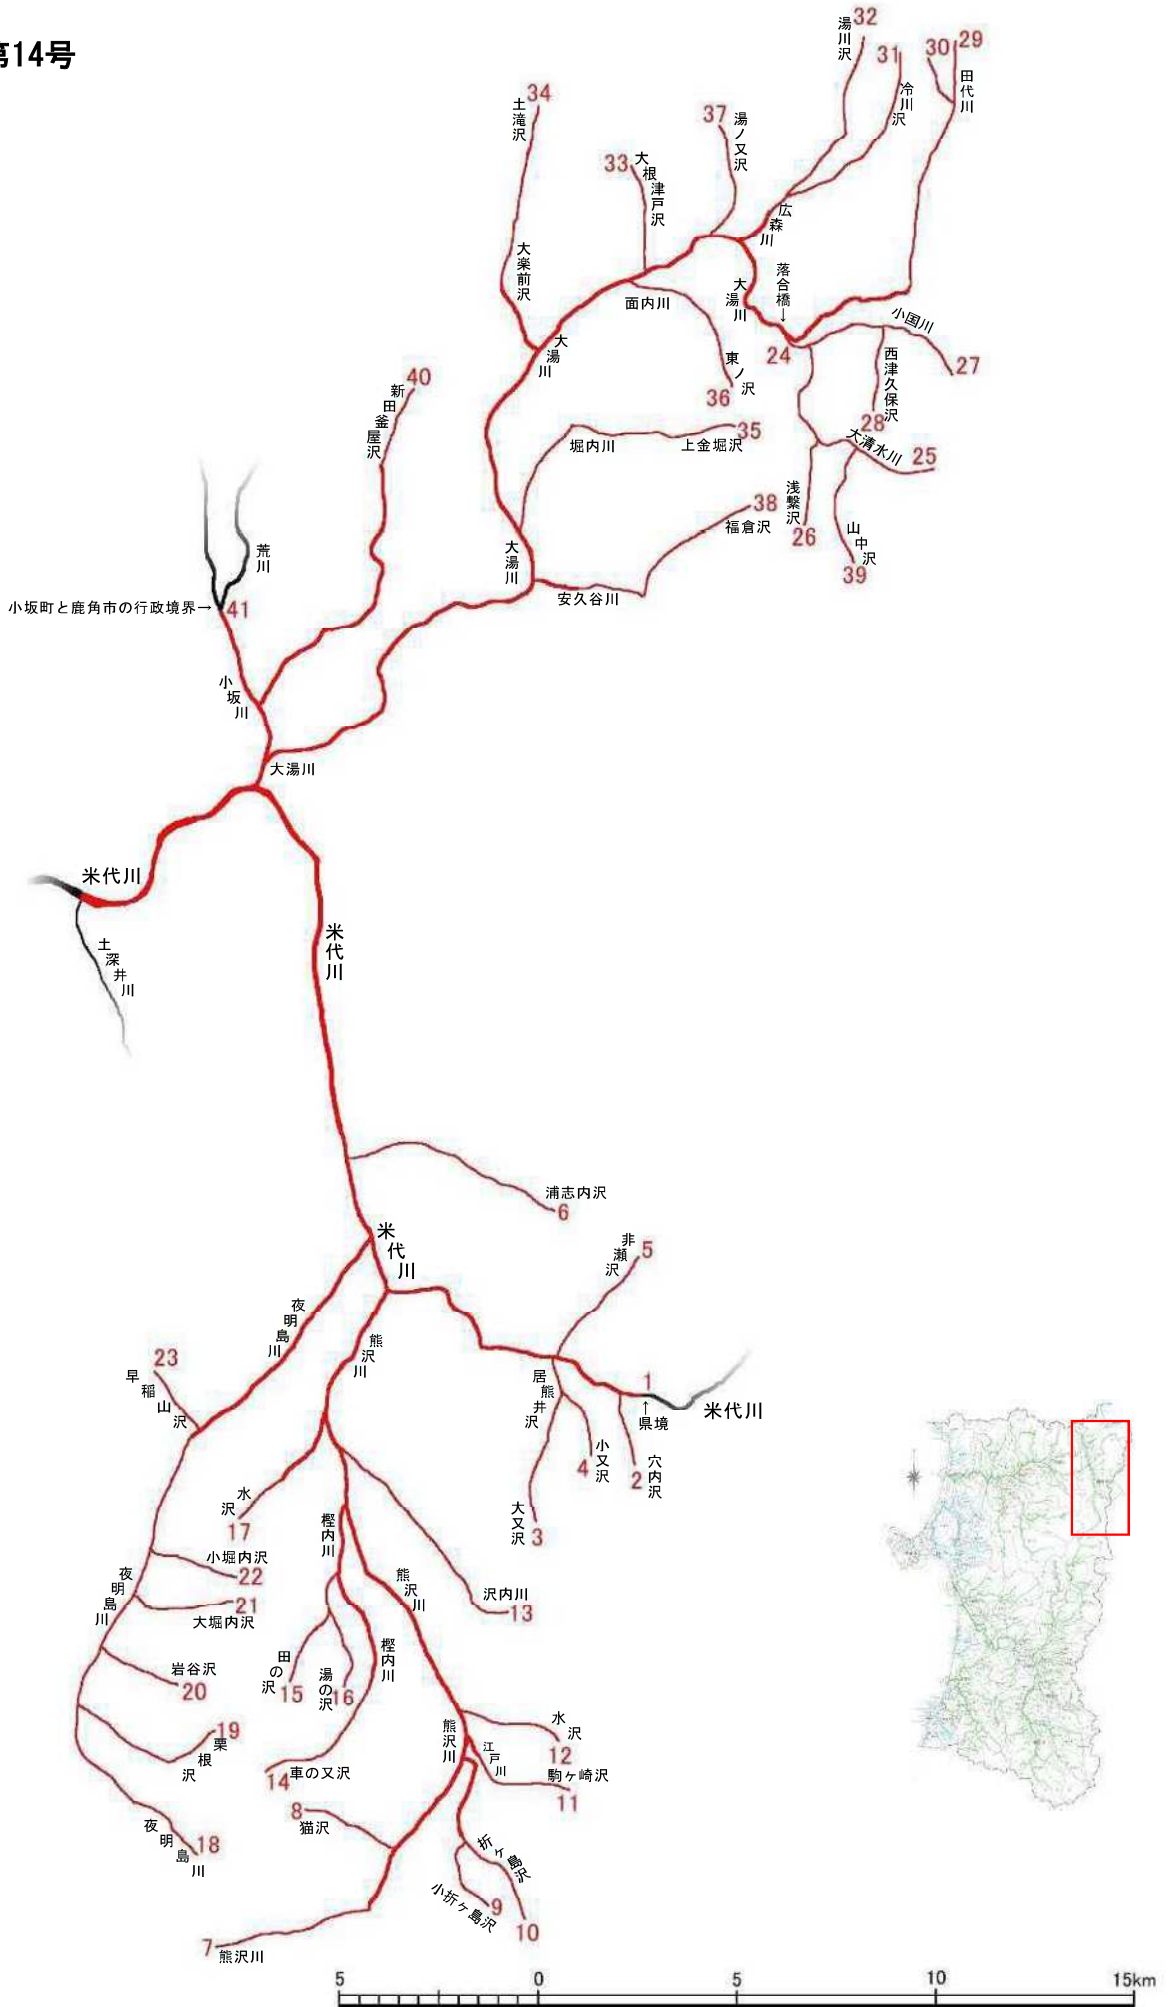 第14号
湯川沢
32
31
冷川沢
30
29
田代川
土滝沢
34
37
湯ノ又沢
33
大根津戸沢
広森川
大楽前沢
落合橋
↓
大湯川
面内川
小国川
大湯川
24
東ノ沢
西津久保沢
27
新田釜屋沢
40
36
28
堀内川
上金堀沢
35
大清水川
25
浅繋沢
38
福倉沢
26
山中沢
39
荒川
大湯川
安久谷川
小坂町と鹿角市の行政境界→
41
小坂川
大湯川
米代川
土深井川
米代川
浦志内沢
6
米代川
非瀬沢
5
夜明島川
熊沢川
23
早稲山沢
居熊井沢
1
↑
県境
米代川
小又沢
4
2
穴内沢
大又沢
3
水沢
17
樫内川
小堀内沢
22
夜明島川
21
大堀内沢
熊沢川
沢内川
13
田の沢
15
湯の沢
16
樫内川
岩谷沢
20
19
栗根沢
熊沢川
水沢
12
江戸川
駒ヶ崎沢
11
14
車の又沢
8
猫沢
夜明島川
18
折ヶ島沢
小折ヶ島沢
9
10
7
熊沢川
5 0 5 10 15km